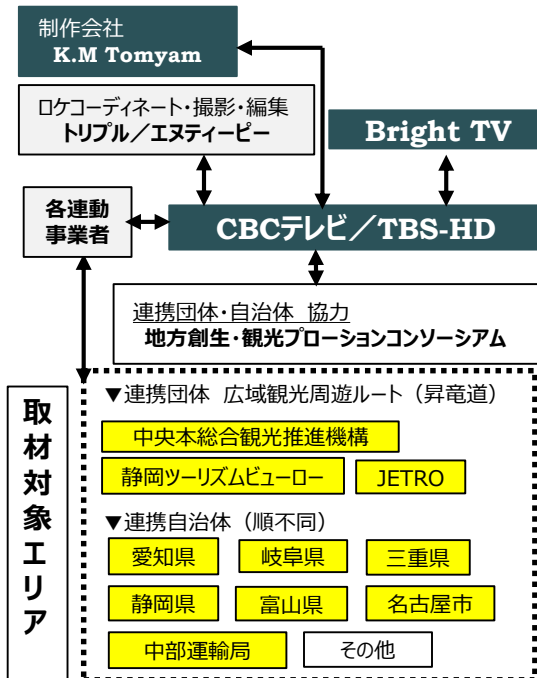 制作会社
K.M Tomyam
ロケコーディネート・撮影・編集
トリプル／エヌティーピー
Bright TV
各連動
事業者
CBCテレビ／TBS-HD
連携団体・自治体 協力
地方創生・観光プローションコンソーシアム
取材対象エリア
▼連携団体 広域観光周遊ルート（昇竜道）
中央本総合観光推進機構
静岡ツーリズムビューロー
JETRO
▼連携自治体（順不同）
愛知県
岐阜県
三重県
静岡県
富山県
名古屋市
中部運輸局
その他